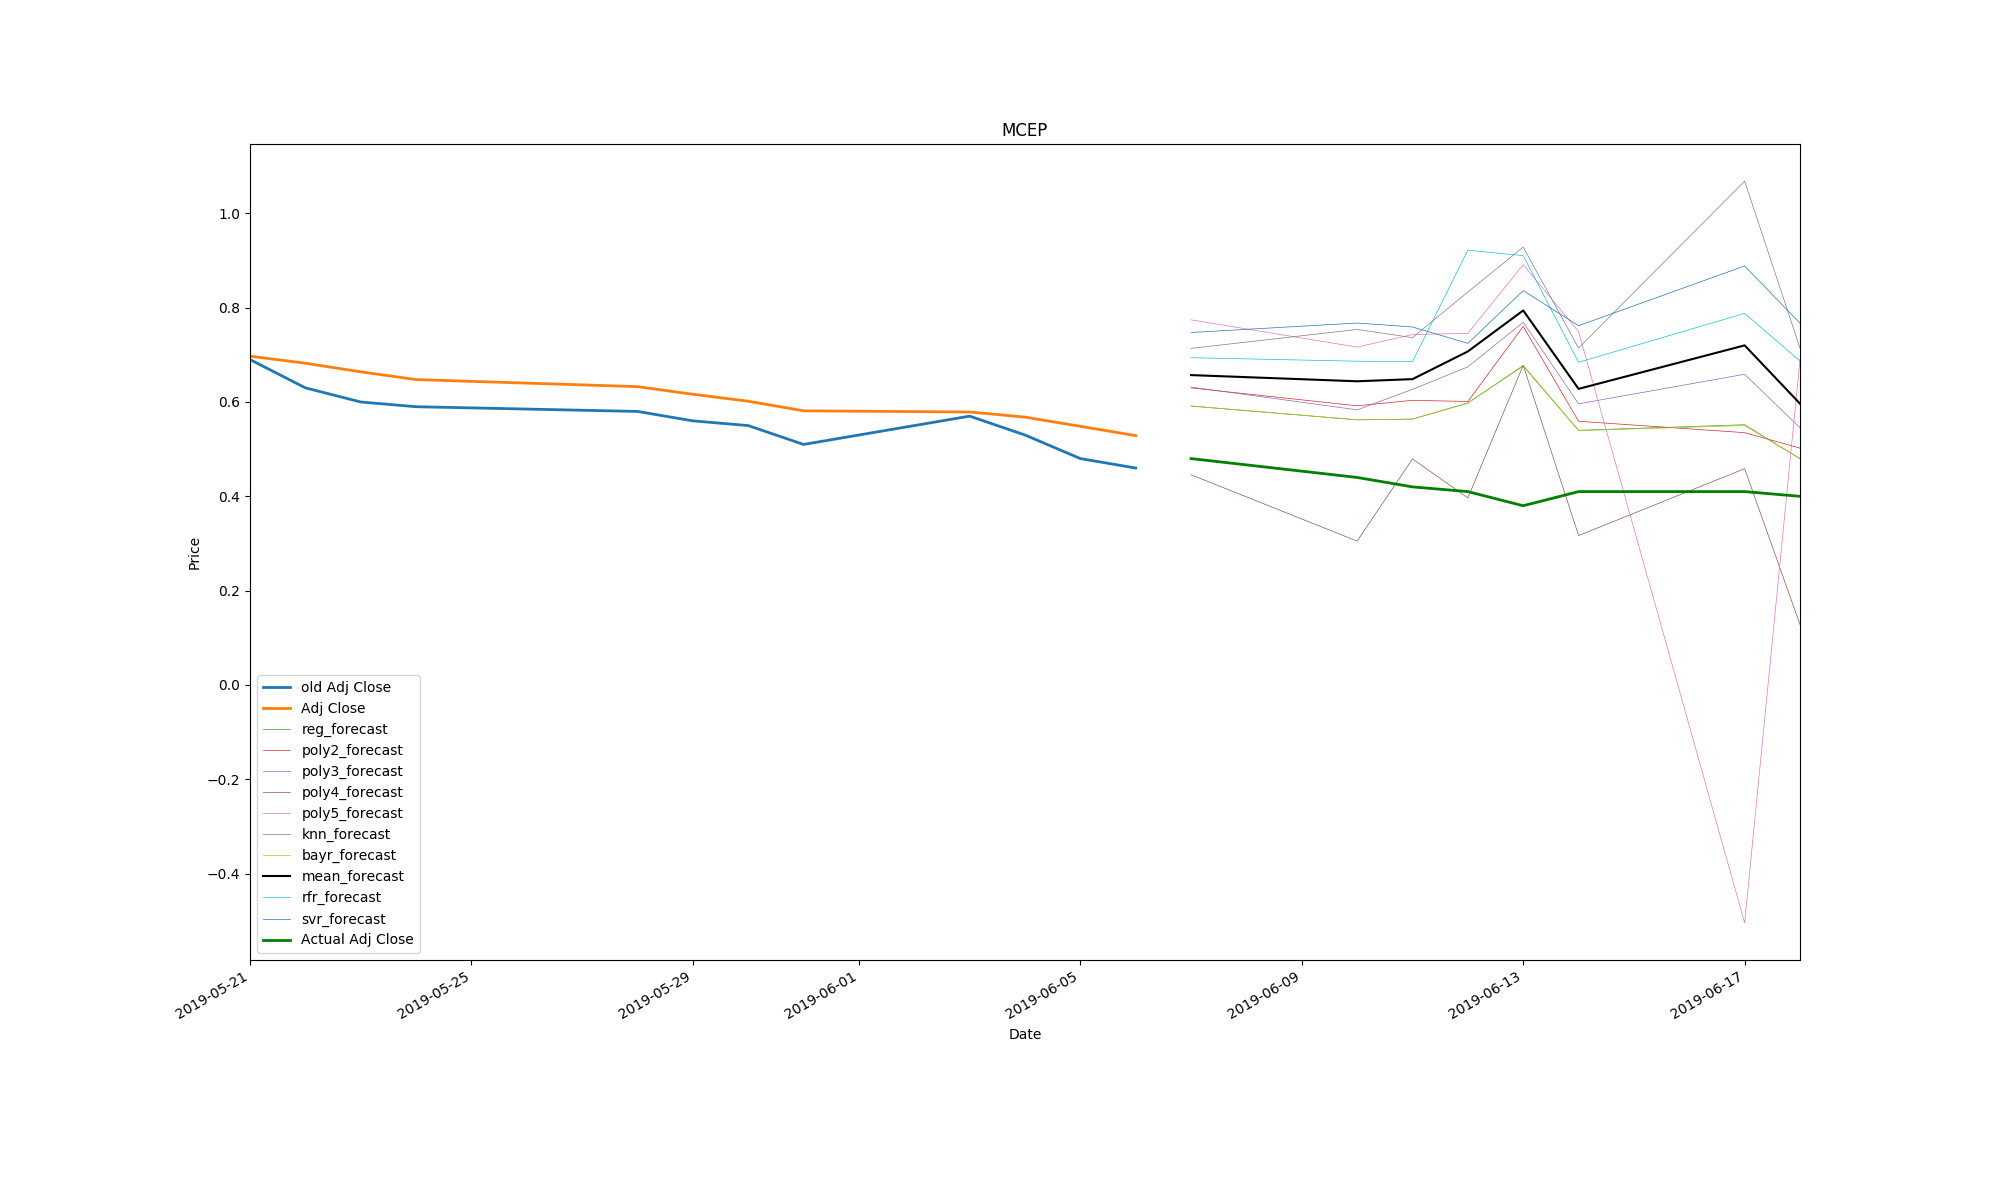 MCEP
Price
1.0
0.8
0.6
0.4
0.2
0.0
−0.2
−0.4
old Adj Close
Adj Close
reg_forecast
poly2_forecast
poly3_forecast
poly4_forecast
poly5_forecast
knn_forecast
bayr_forecast
mean_forecast
rfr_forecast
svr_forecast
Actual Adj Close
2019-05-21
2019-05-25
2019-05-29
2019-06-01
2019-06-05
2019-06-09
2019-06-13
2019-06-17
Date